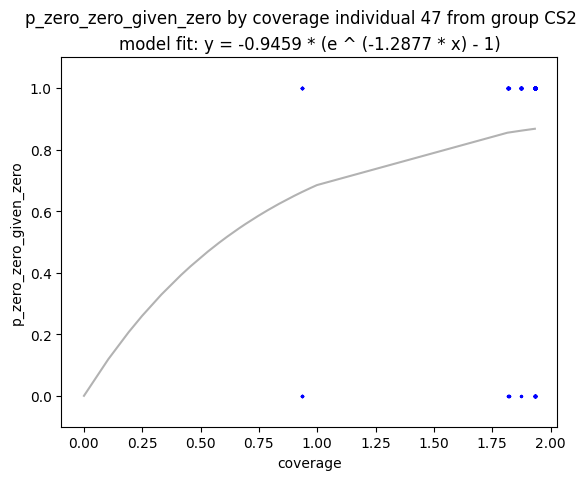 p_zero_zero_given_zero by coverage individual 47 from group CS2
model fit: y = -0.9459 * (e ^ (-1.2877 * x) - 1)
1.0
0.8
0.6
0.4
0.2
0.0
p_zero_zero_given_zero
0.00 0.25 0.50 0.75 1.00 1.25 1.50 1.75 2.00
coverage